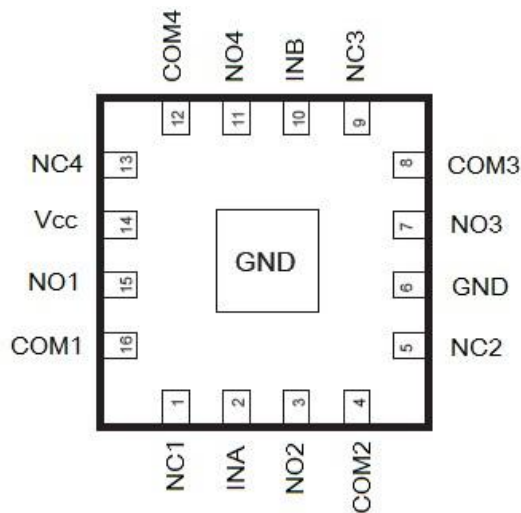 COM4
NO4
INB
NC3
12
11
10
9
NC4
13
8
COM3
Vcc
14
7
NO3
GND
NO1
15
6
GND
COM1
16
5
NC2
1
2
3
4
NC1
INA
NO2
COM2